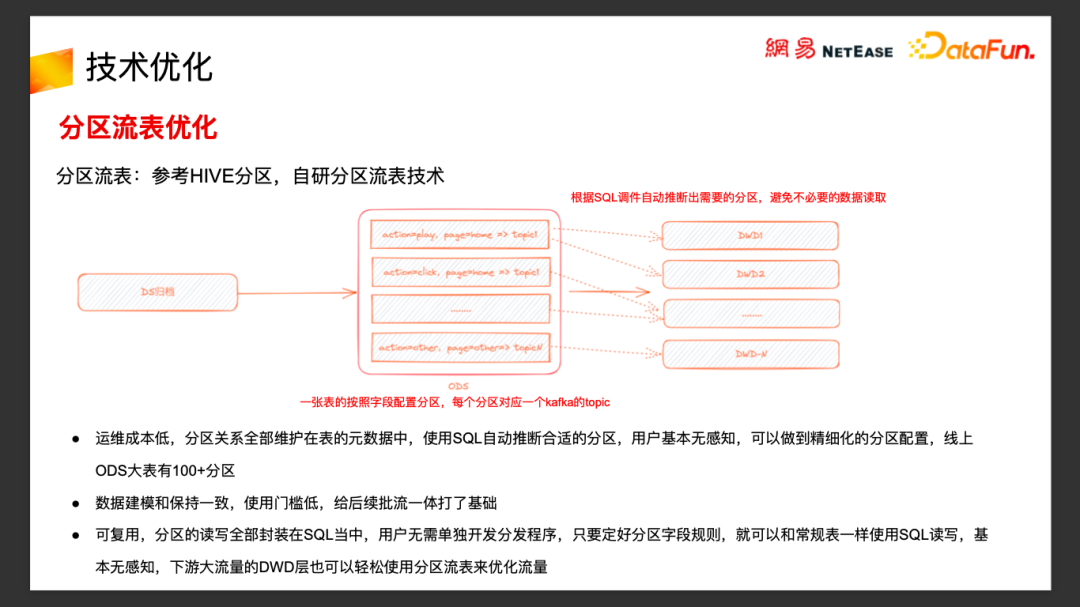 技术优化
網易 NETEASE
DataFun.
分区流表优化
分区流表：参考HIVE分区，自研分区流表技术
根据SQL调件自动推断出需要的分区，避免不必要的数据读取
DS归档
action=play, page=home => topic1
action=click, page=home => topic1
........
action=other, page=other=> topicN
ODS
DWD1
DWD2
........
DWD-N
一张表的按照字段配置分区，每个分区对应一个kafka的topic
● 运维成本低，分区关系全部维护在表的元数据中，使用SQL自动推断合适的分区，用户基本无感知，可以做到精细化的分区配置，线上
ODS大表有100+分区
● 数据建模和保持一致，使用门槛低，给后续批流一体打了基础
● 可复用，分区的读写全部封装在SQL当中，用户无需单独开发分发程序，只要定好分区字段规则，就可以和常规表一样使用SQL读写，基
本无感知，下游大流量的DWD层也可以轻松使用分区流表来优化流量